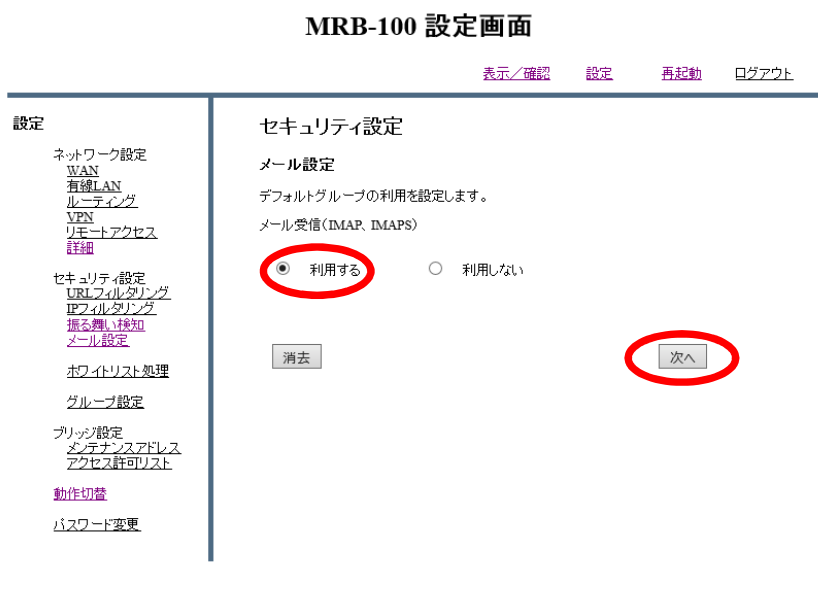 MRB-100 設定画面
表示／確認 設定 再起動 ログアウト
設定
ネットワーク設定
WAN
有線LAN
ルーティング
VPN
リモートアクセス
詳細
セキュリティ設定
URLフィルタリング
IPフィルタリング
振る舞い検知
メール設定
ホワイトリスト処理
グループ設定
ブリッジ設定
メンテナンスアドレス
アクセス許可リスト
動作切替
パスワード変更
セキュリティ設定
メール設定
デフォルトグループの利用を設定します。
メール受信(IMAP、IMAPS)
利用する 利用しない
消去 次へ